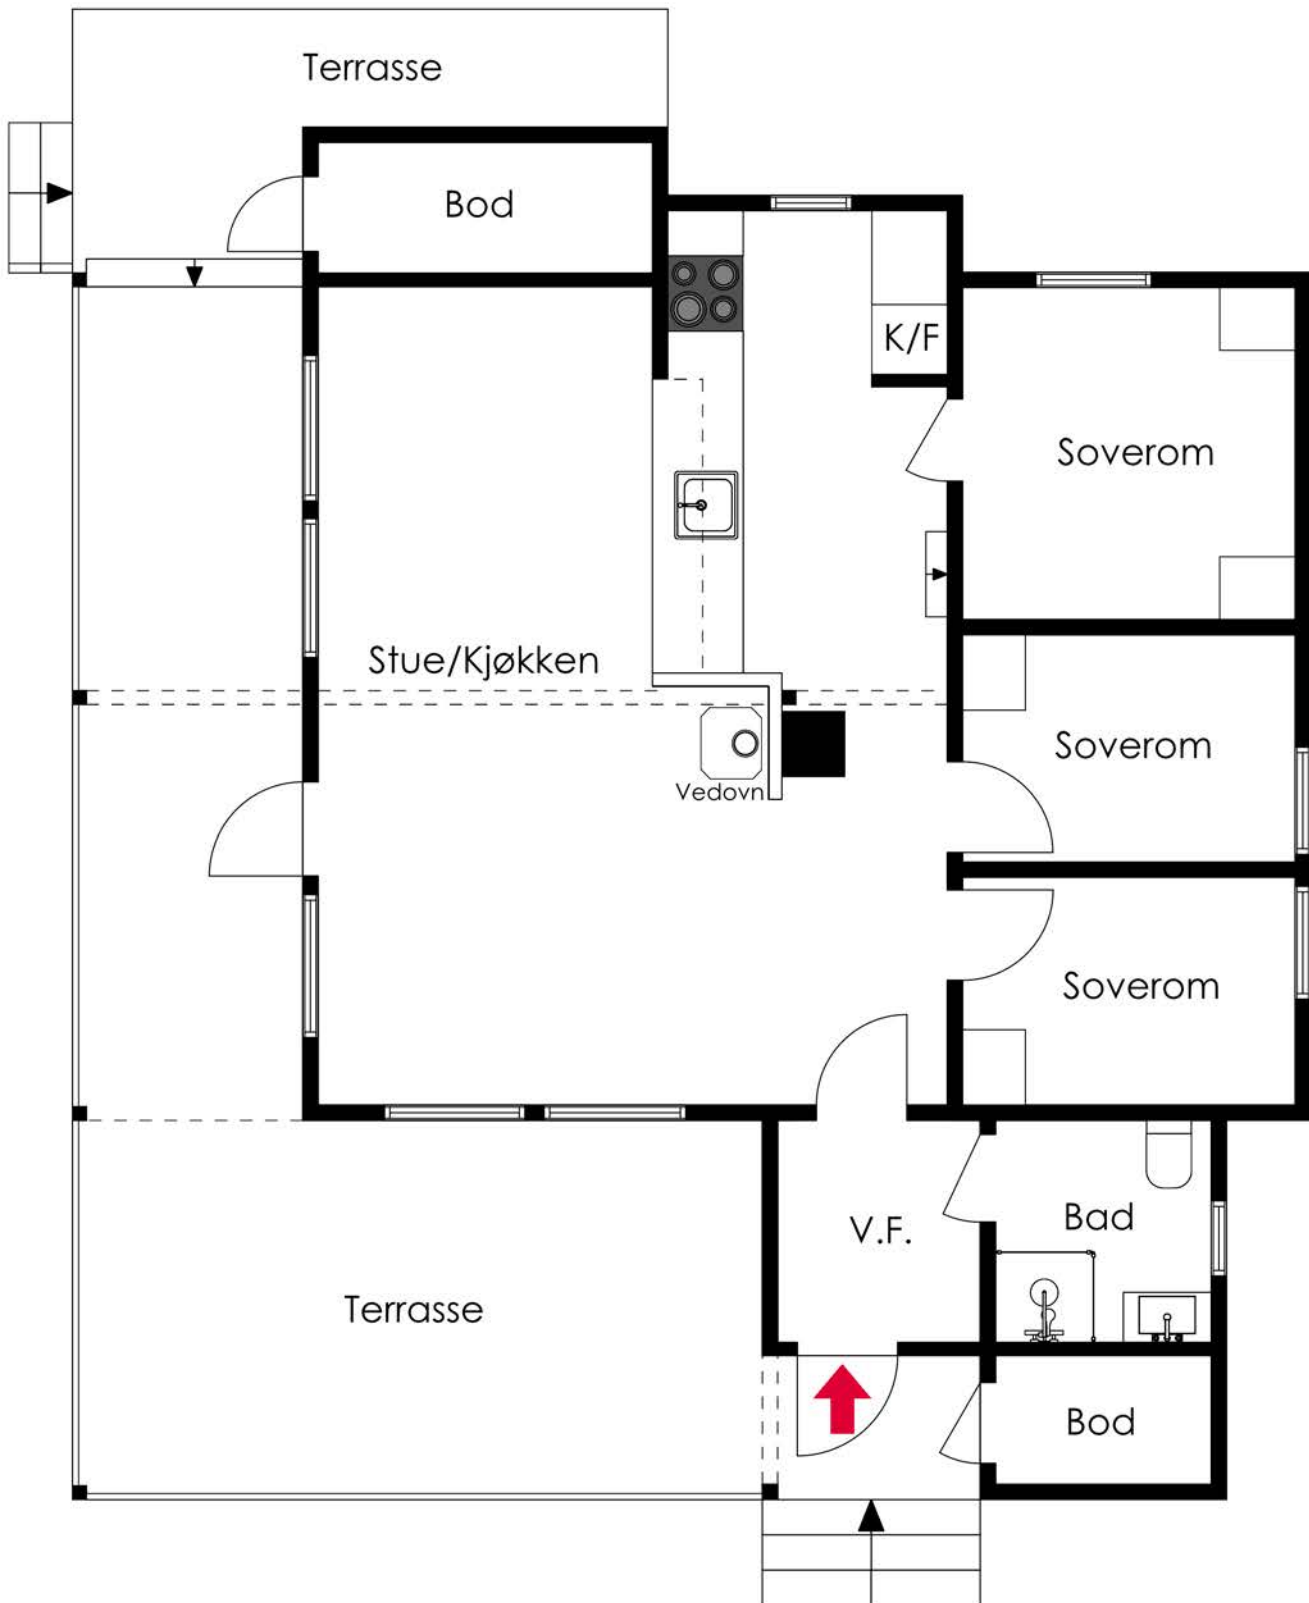 Terrasse
Bod
K/F
Soverom
Stue/Kjøkken
Soverom
Vedovn
Soverom
Bad
V.F.
Terrasse
Bod